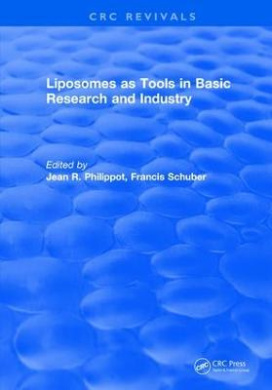 CRC REVIVALS
Liposomes as Tools in Basic
Research and Industry
Edited by
Jean R. Philippot, Francis Schuber
CRC Press
Taylor & Francis Group